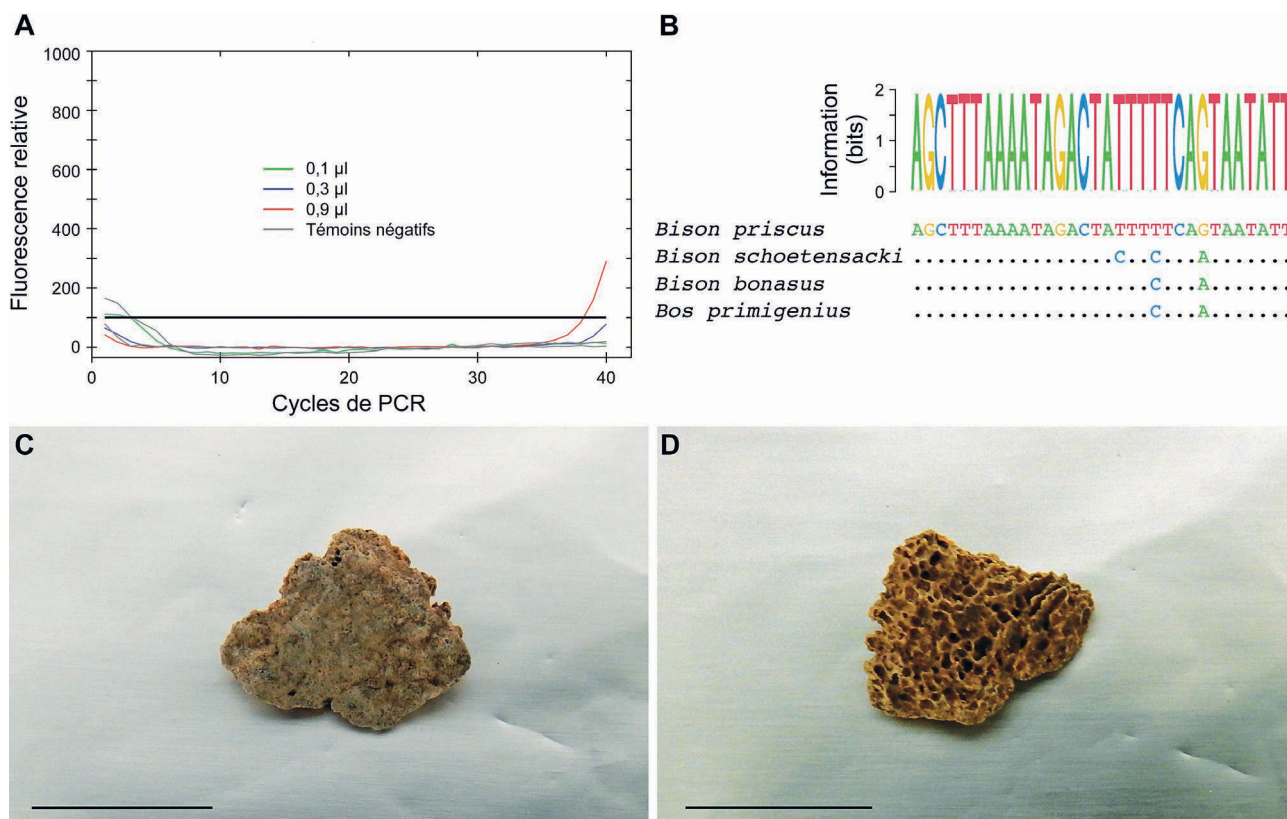 A
1000
800
600
400
200
0
Fluorescence relative
0,1 µl
0,3 µl
0,9 µl
Témoins négatifs
0 10 20 30 40
Cycles de PCR
B
Information
(bits)
2
1
0
AGCTTTAAAATAGACTATTTTTCAGTAATATT
Bison priscus AGCTTTAAAATAGACTATTTTTCAGTAATATT
Bison schoetensacki .................C..C...A.......
Bison bonasus ....................C...A.......
Bos primigenius ....................C...A.......
C
D